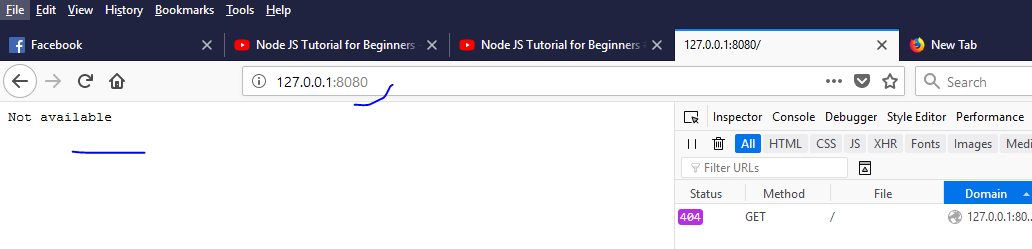 File Edit View History Bookmarks Tools Help
Facebook Node JS Tutorial for Beginners Node JS Tutorial for Beginners 127.0.0.1:8080/ New Tab
127.0.0.1:8080 Search
Not available
Inspector Console Debugger Style Editor Performance
All HTML CSS JS XHR Fonts Images Medi
Filter URLs
Status Method File Domain
404 GET / 127.0.0.1:80...